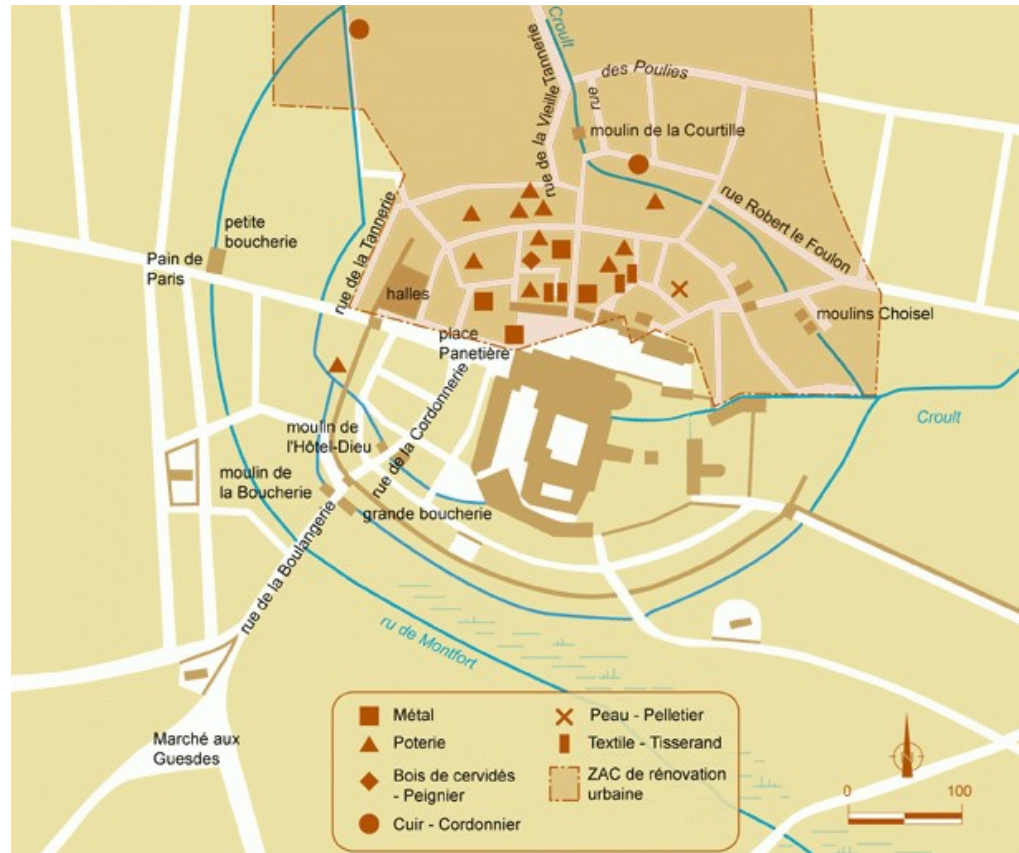 Croult
rue de la Vieille Tannerie
rue
des Poulies
moulin de la Courtille
rue Robert le Foulon
petite
boucherie
rue de la Tannerie
Pain de
Paris
halles
moulins Choisel
place
Panetière
rue de la Cordonnerie
Croult
moulin de
l'Hôtel-Dieu
moulin de
la Boucherie
grande boucherie
rue de la Boulangerie
ru de Montfort
Marché aux
Guesdes
Métal
Poterie
Bois de cervidés
- Peignier
Cuir - Cordonnier
Peau - Pelletier
Textile - Tisserand
ZAC de rénovation
urbaine
N
0
100